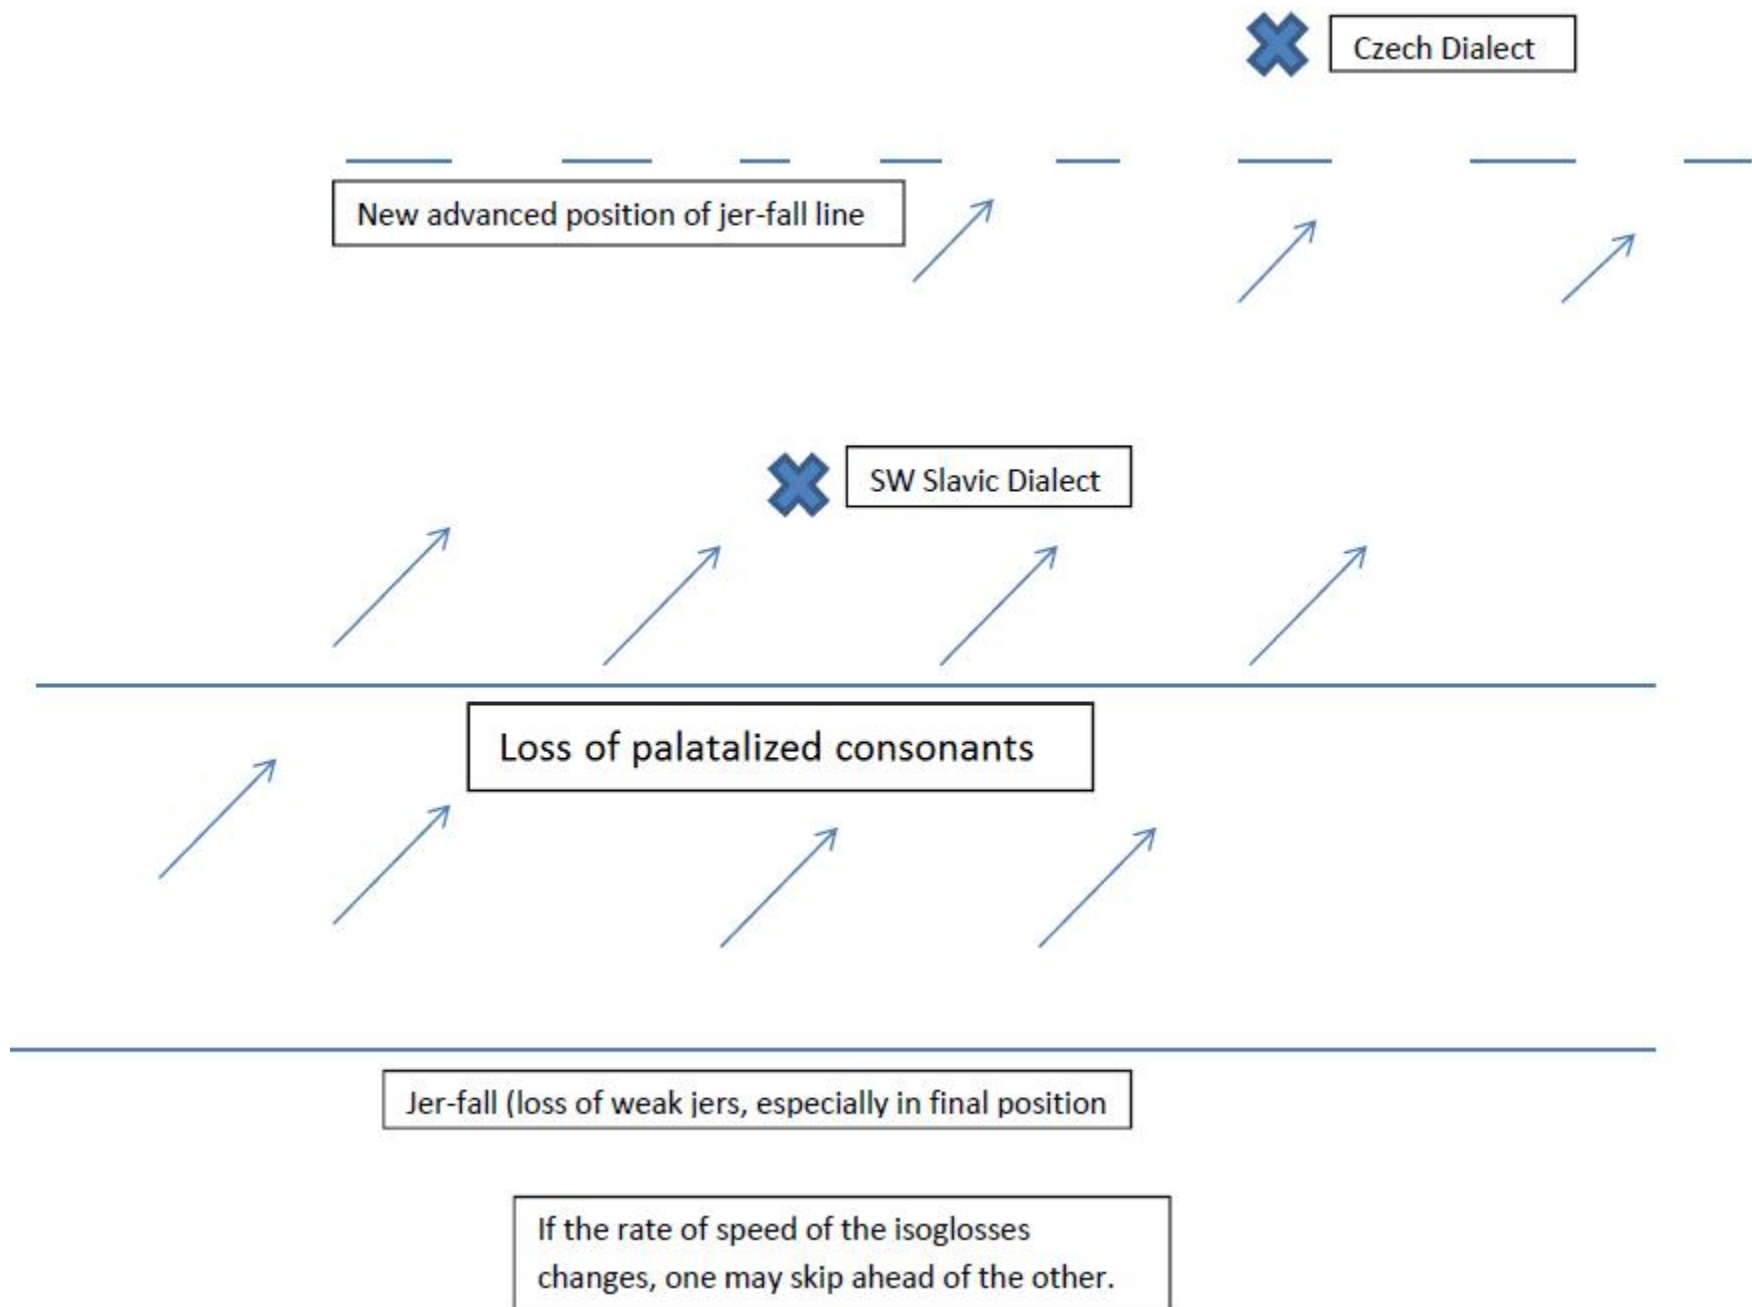 Czech Dialect
New advanced position of jer-fall line
SW Slavic Dialect
Loss of palatalized consonants
Jer-fall (loss of weak jers, especially in final position
If the rate of speed of the isoglosses
changes, one may skip ahead of the other.